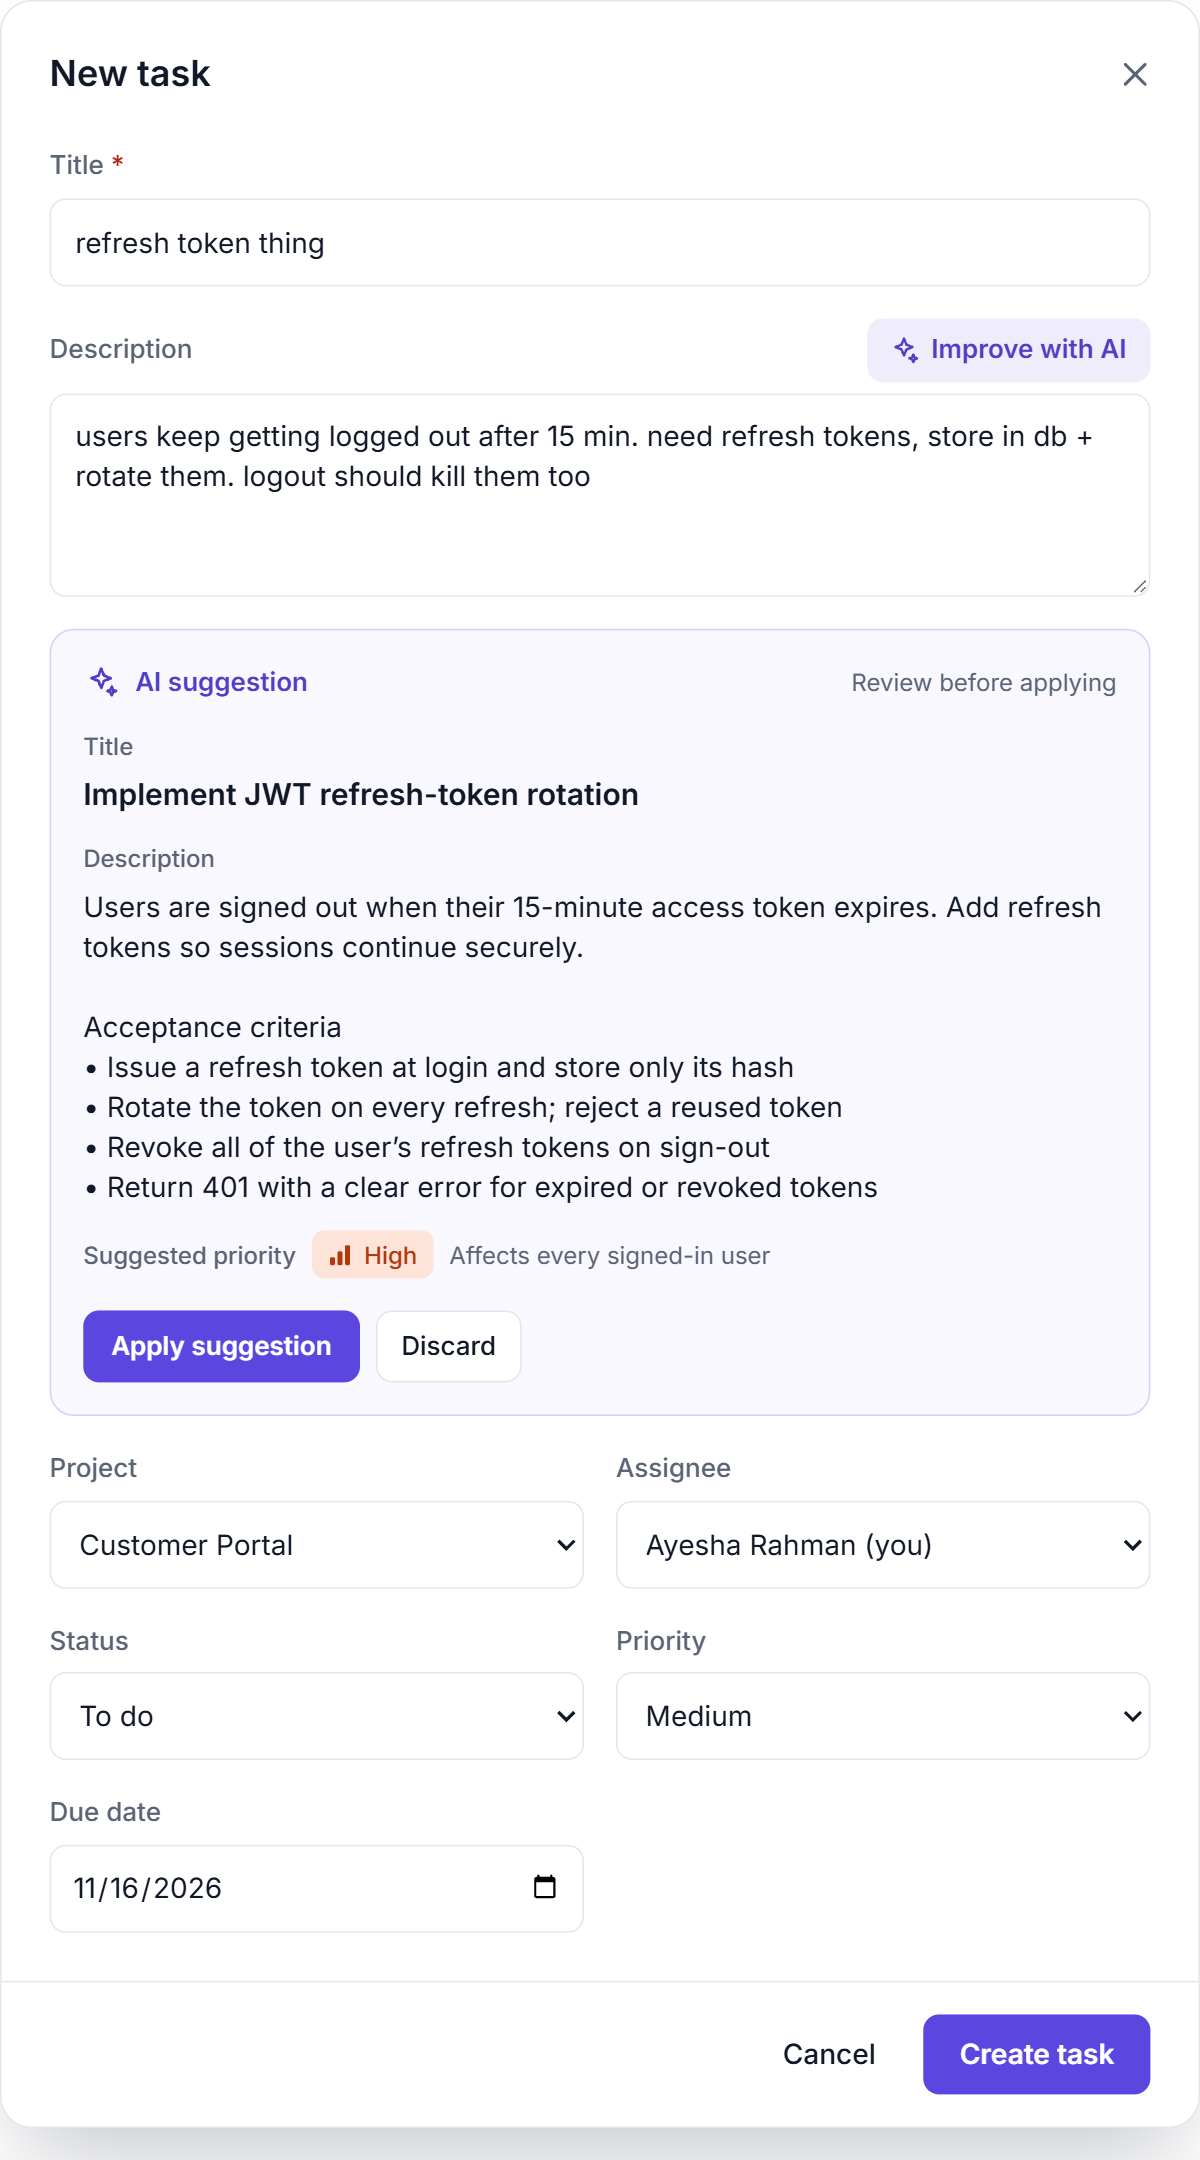 New task
Title *
refresh token thing
Description
Improve with AI
users keep getting logged out after 15 min. need refresh tokens, store in db +
rotate them. logout should kill them too
AI suggestion
Review before applying
Title
Implement JWT refresh-token rotation
Description
Users are signed out when their 15-minute access token expires. Add refresh
tokens so sessions continue securely.
Acceptance criteria
• Issue a refresh token at login and store only its hash
• Rotate the token on every refresh; reject a reused token
• Revoke all of the user’s refresh tokens on sign-out
• Return 401 with a clear error for expired or revoked tokens
Suggested priority High Affects every signed-in user
Apply suggestion
Discard
Project
Assignee
Customer Portal
Ayesha Rahman (you)
Status
Priority
To do
Medium
Due date
11/16/2026
Cancel
Create task